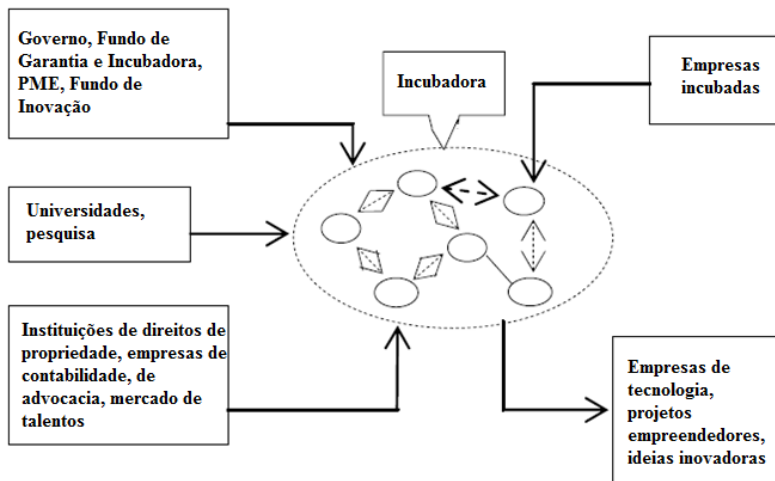 Governo, Fundo de
Garantia e Incubadora,
PME, Fundo de
Inovação
Incubadora
Empresas
incubadas
Universidades,
pesquisa
Instituições de direitos de
propriedade, empresas de
contabilidade, de
advocacia, mercado de
talentos
Empresas de
tecnologia,
projetos
empreendedores,
ideias inovadoras